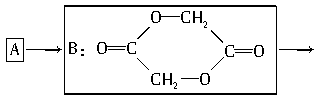 O—CH₂
A → B: O=C C=O →
CH₂—O